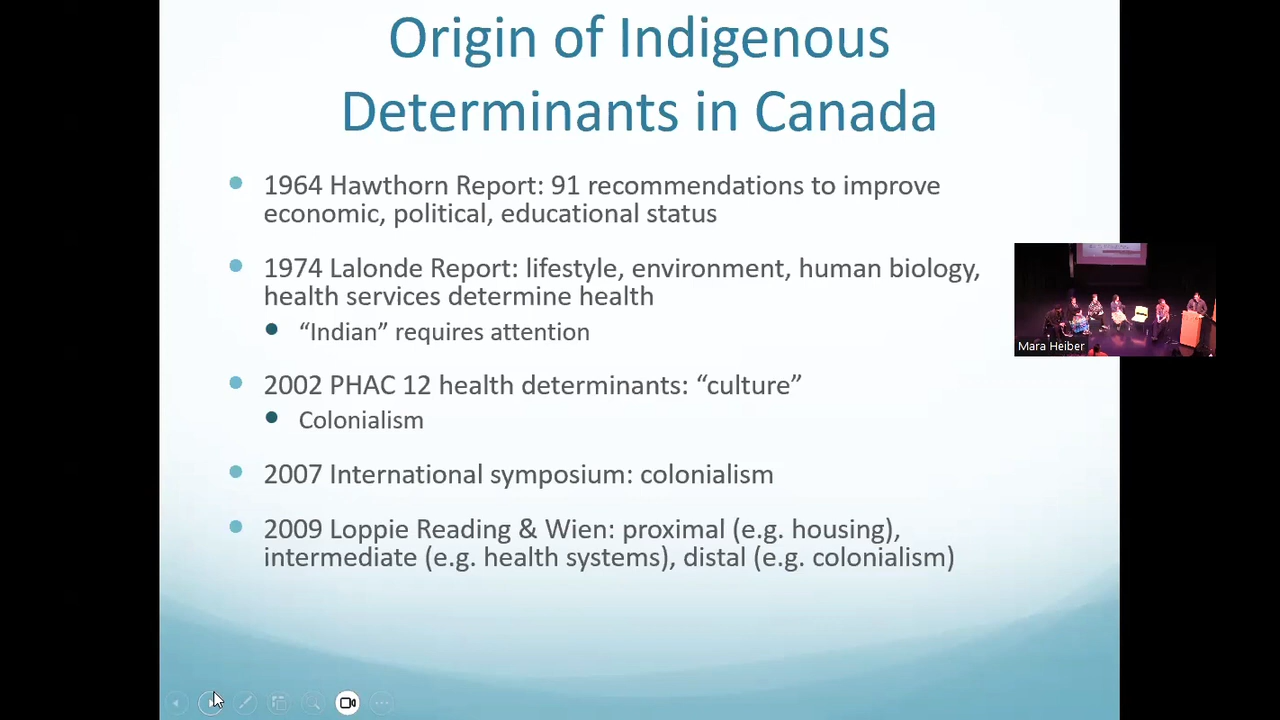 Origin of Indigenous
Determinants in Canada
1964 Hawthorn Report: 91 recommendations to improve
economic, political, educational status
1974 Lalonde Report: lifestyle, environment, human biology,
health services determine health
“Indian” requires attention
2002 PHAC 12 health determinants: “culture”
Colonialism
2007 International symposium: colonialism
2009 Loppie Reading & Wien: proximal (e.g. housing),
intermediate (e.g. health systems), distal (e.g. colonialism)
Mara Heiber